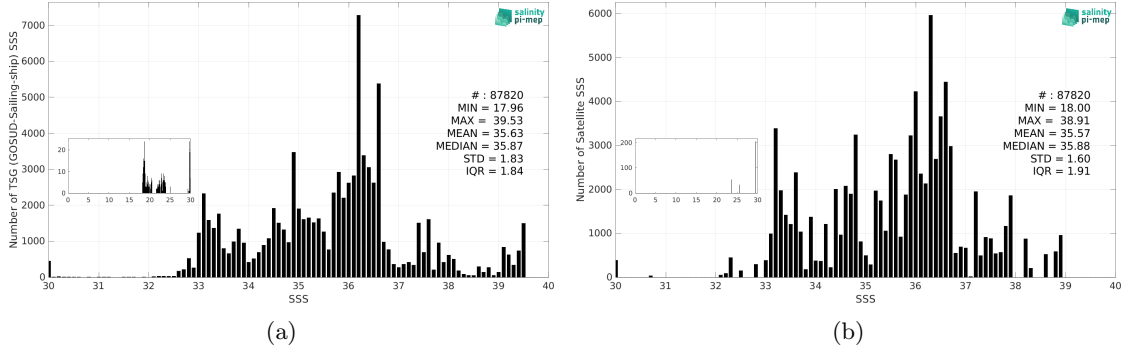 7000
6000
5000
4000
3000
2000
1000
0
Number of TSG (GOSUD-Sailing-ship) SSS
salinity
pi-mep
# : 87820
MIN = 17.96
MAX = 39.53
MEAN = 35.63
MEDIAN = 35.87
STD = 1.83
IQR = 1.84
20
10
0
0 5 10 15 20 25 30
30 31 32 33 34 35 36 37 38 39 40
SSS
(a)
6000
5000
4000
3000
2000
1000
0
Number of Satellite SSS
salinity
pi-mep
# : 87820
MIN = 18.00
MAX = 38.91
MEAN = 35.57
MEDIAN = 35.88
STD = 1.60
IQR = 1.91
200
100
0
0 5 10 15 20 25 30
30 31 32 33 34 35 36 37 38 39 40
SSS
(b)